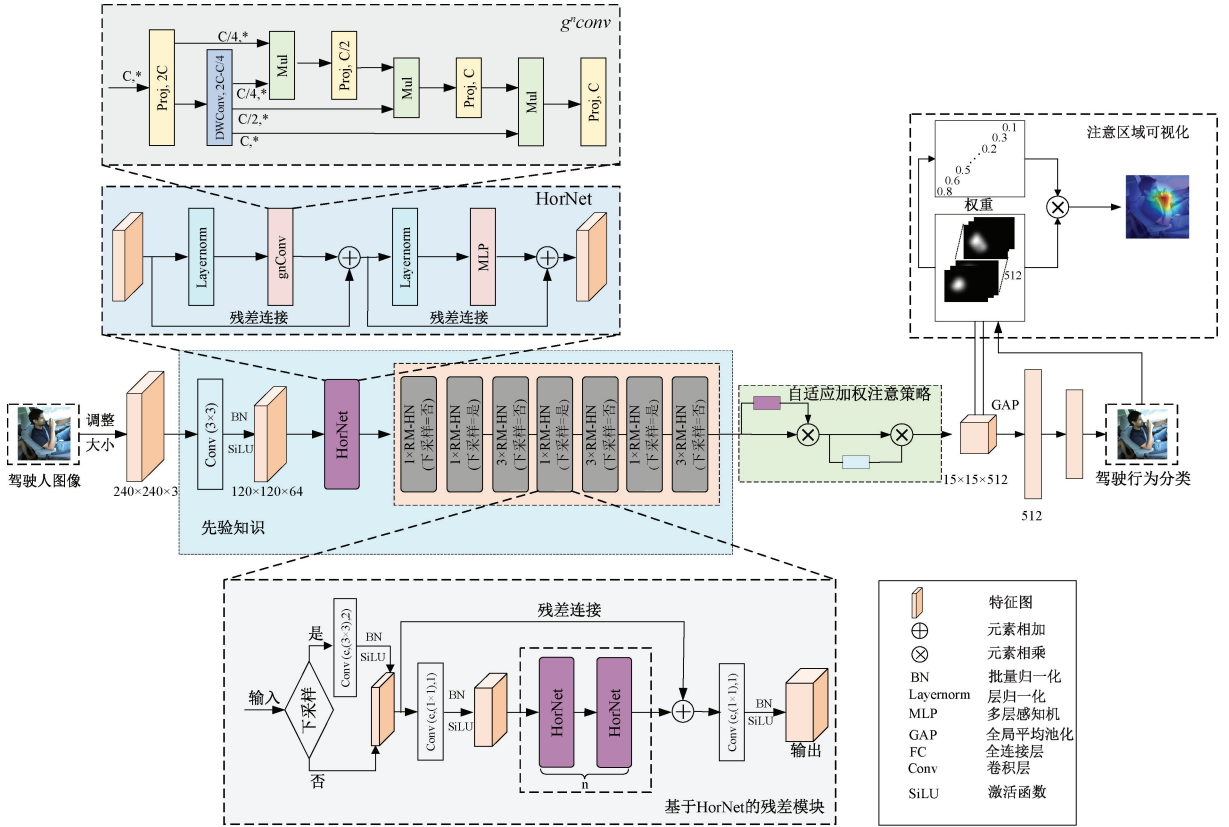 gⁿconv
C,*
Proj, 2C
C/4,*
DWConv, 2C-C/4
C/4,*
C/2,*
C,*
Mul
Proj, C/2
Mul
Proj, C
Mul
Proj, C
HorNet
Layernorm
gnConv
残差连接
Layernorm
MLP
残差连接
注意区域可视化
0.1
0.3
0.2
0.5
0.6
0.8
权重
512
驾驶人图像
调整
大小
240×240×3
Conv (3×3)
BN
SiLU
120×120×64
HorNet
先验知识
1×RM-HN
(下采样=否)
1×RM-HN
(下采样=是)
3×RM-HN
(下采样=否)
1×RM-HN
(下采样=是)
3×RM-HN
(下采样=否)
1×RM-HN
(下采样=是)
3×RM-HN
(下采样=否)
自适应加权注意策略
15×15×512
GAP
512
驾驶行为分类
输入
下采样
是
否
Conv (c,(3×3),2)
BN
SiLU
Conv (c,(1×1),1)
BN
SiLU
残差连接
HorNet
HorNet
n
Conv (c,(1×1),1)
BN
SiLU
输出
基于HorNet的残差模块
特征图
元素相加
元素相乘
BN 批量归一化
Layernorm 层归一化
MLP 多层感知机
GAP 全局平均池化
FC 全连接层
Conv 卷积层
SiLU 激活函数